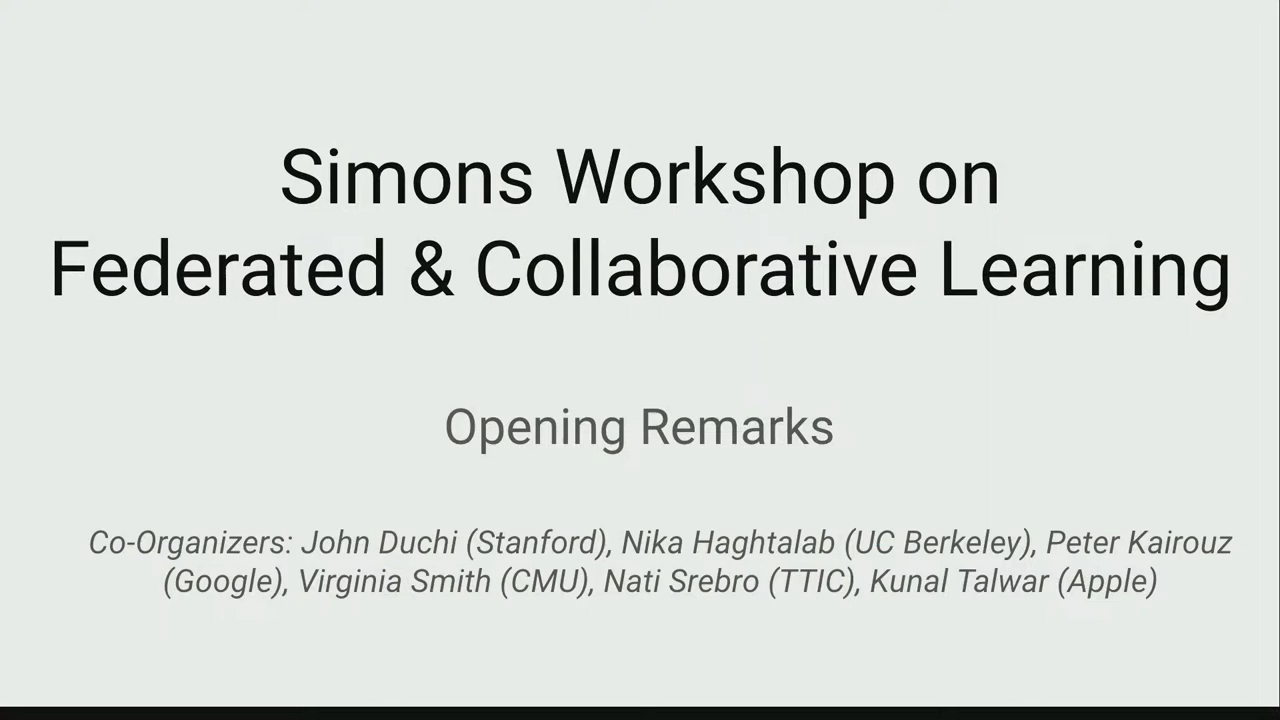 Simons Workshop on
Federated & Collaborative Learning
Opening Remarks
Co-Organizers: John Duchi (Stanford), Nika Haghtalab (UC Berkeley), Peter Kairouz
(Google), Virginia Smith (CMU), Nati Srebro (TTIC), Kunal Talwar (Apple)